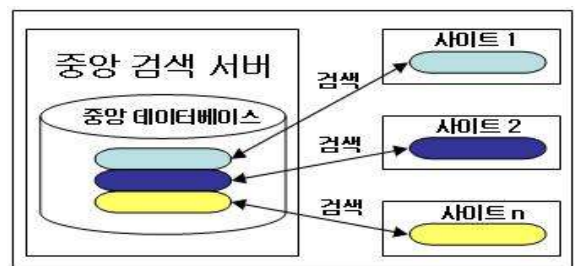 중앙 검색 서버
중앙 데이터베이스
검색
검색
검색
사이트 1
사이트 2
사이트 n